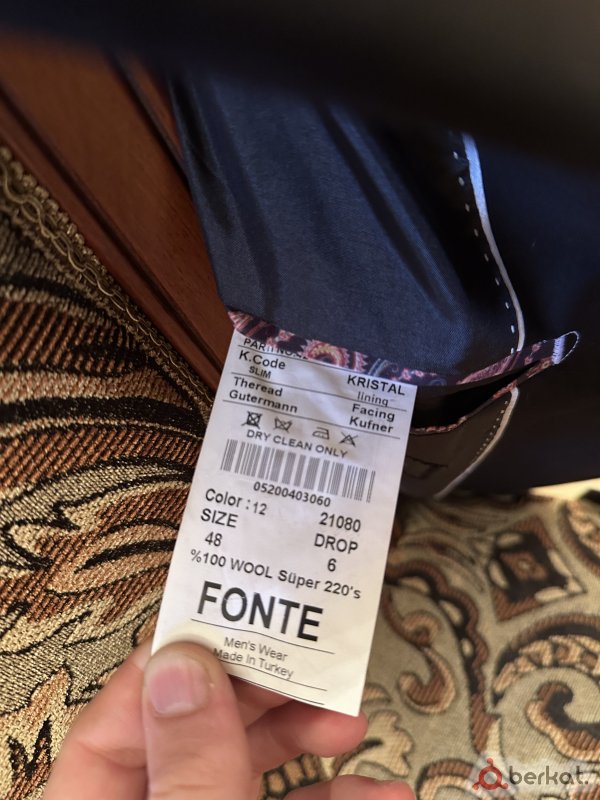 K.Code KRISTAL
SLIM lining
Theread Facing
Gutermann Kufner
DRY CLEAN ONLY
05200403060
Color : 12 21080
SIZE DROP
48 6
%100 WOOL Süper 220's
FONTE
Men's Wear
Made In Turkey
berkat.